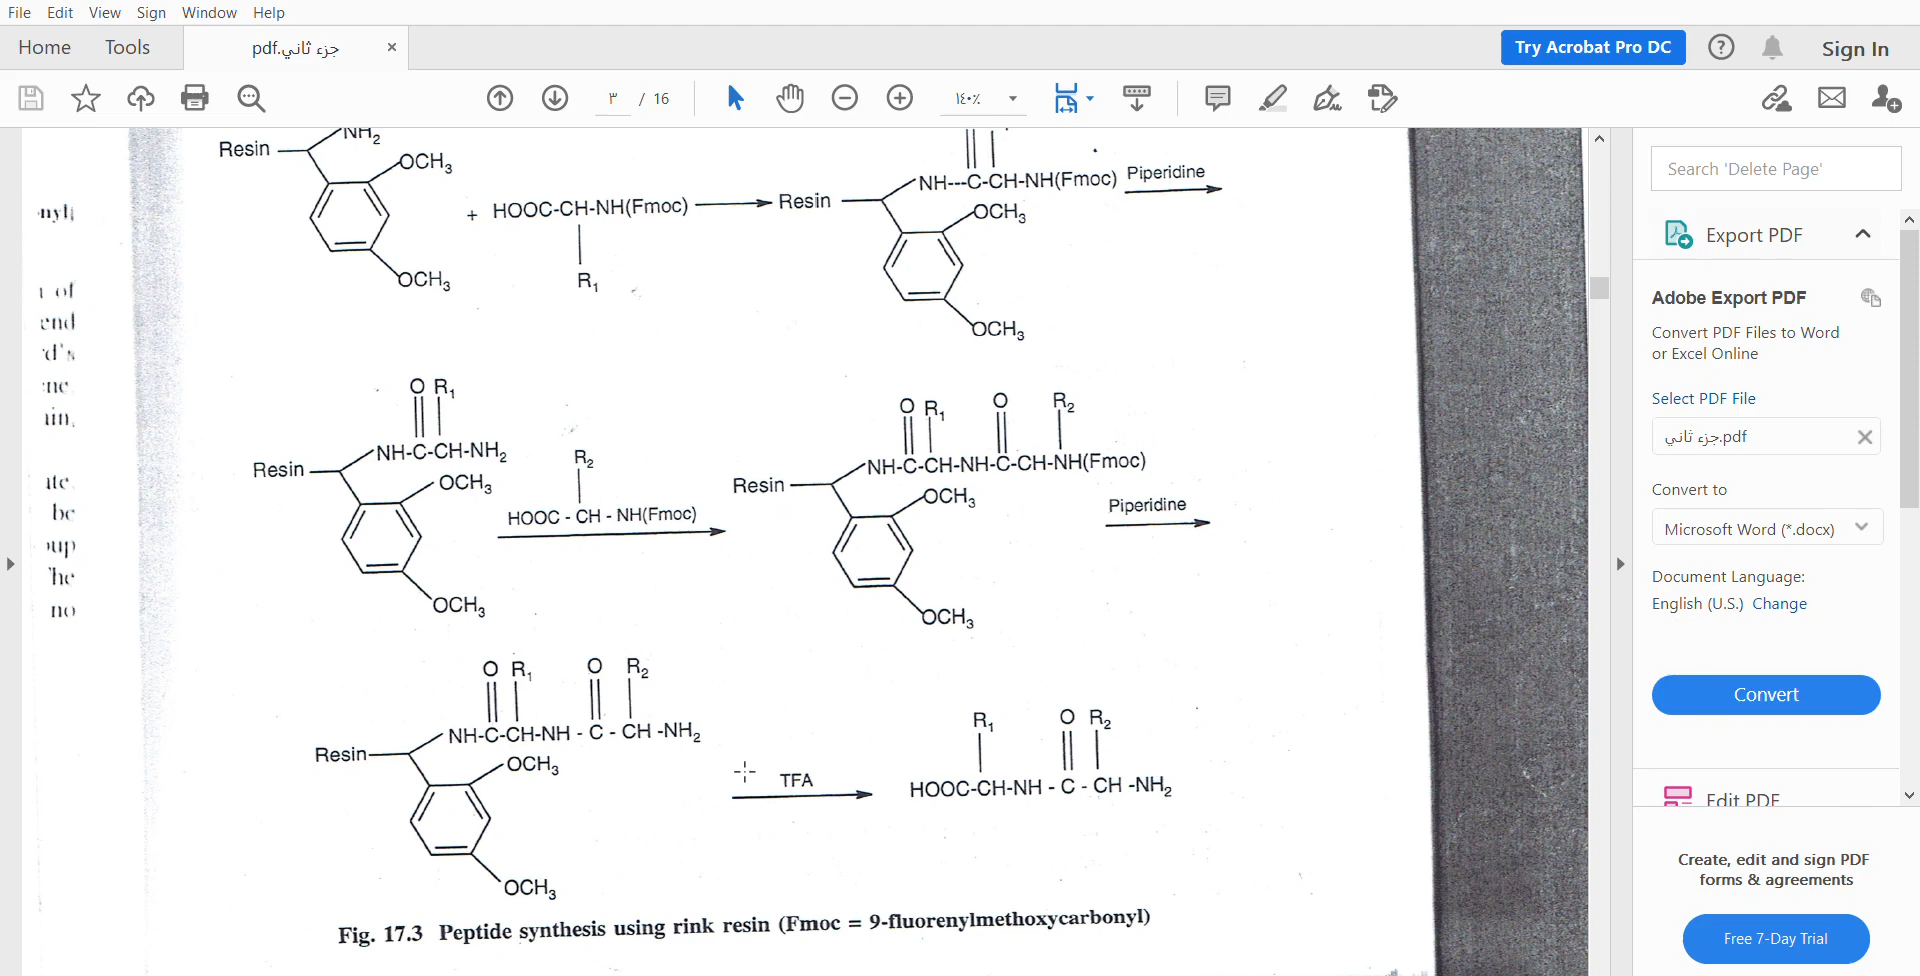 File Edit View Sign Window Help
Home Tools جزء ثاني.pdf × Try Acrobat Pro DC ? Sign In
٣ / 16 ١٤٠٪
Resin NH2
OCH3
OCH3
+ HOOC-CH-NH(Fmoc)
R1
Resin NH---C-CH-NH(Fmoc) Piperidine
OCH3
OCH3
O R1
Resin NH-C-CH-NH2
OCH3
OCH3
R2
HOOC - CH - NH(Fmoc)
O R1 O R2
Resin NH-C-CH-NH-C-CH-NH(Fmoc)
OCH3
OCH3
Piperidine
O R1 O R2
Resin NH-C-CH-NH - C - CH -NH2
OCH3
OCH3
TFA
R1 O R2
HOOC-CH-NH - C - CH -NH2
Fig. 17.3 Peptide synthesis using rink resin (Fmoc = 9-fluorenylmethoxycarbonyl)
of
end
be
no
Search 'Delete Page'
Export PDF
Adobe Export PDF
Convert PDF Files to Word
or Excel Online
Select PDF File
جزء ثاني.pdf
Convert to
Microsoft Word (*.docx)
Document Language:
English (U.S.) Change
Convert
Edit PDF
Create, edit and sign PDF
forms & agreements
Free 7-Day Trial